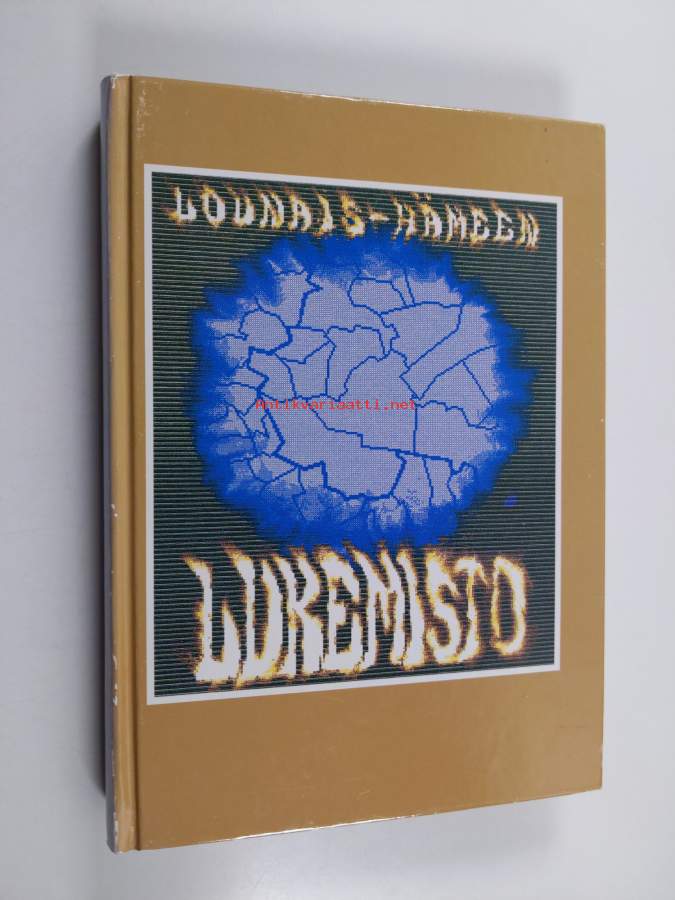 LOUNAIS-HÄMEEN
Antikvariaatti.net
LUKEMISTO